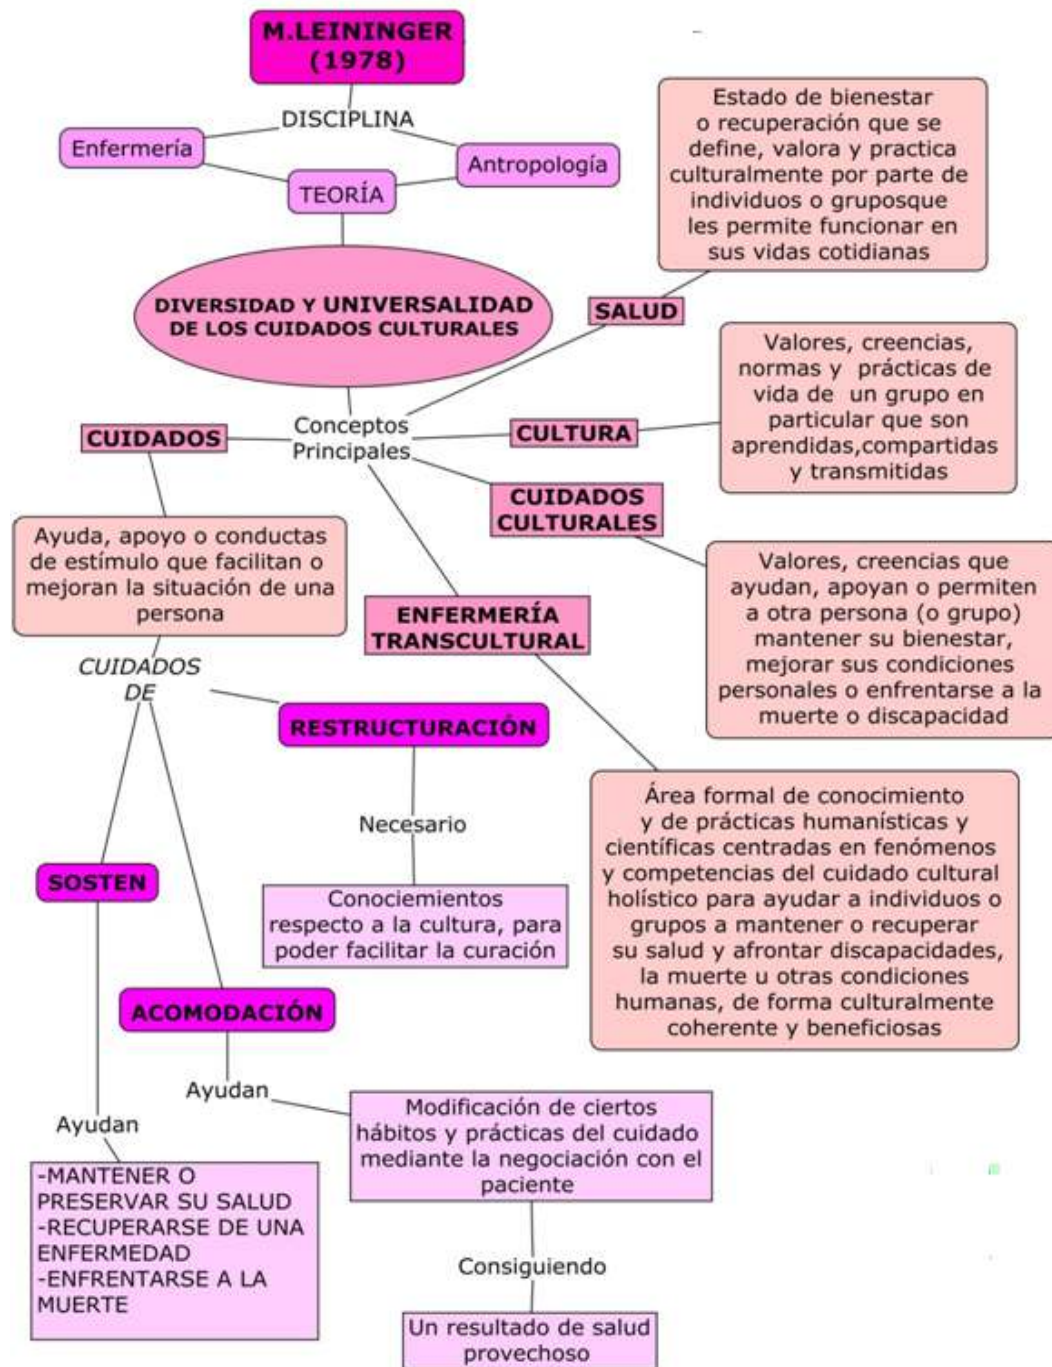 M.LEININGER
(1978)
DISCIPLINA
Enfermería
Antropología
TEORÍA
DIVERSIDAD Y UNIVERSALIDAD
DE LOS CUIDADOS CULTURALES
Estado de bienestar
o recuperación que se
define, valora y practica
culturalmente por parte de
individuos o gruposque
les permite funcionar en
sus vidas cotidianas
SALUD
Valores, creencias,
normas y prácticas de
vida de un grupo en
particular que son
aprendidas,compartidas
y transmitidas
CULTURA
Conceptos
Principales
CUIDADOS
CUIDADOS
CULTURALES
Valores, creencias que
ayudan, apoyan o permiten
a otra persona (o grupo)
mantener su bienestar,
mejorar sus condiciones
personales o enfrentarse a la
muerte o discapacidad
Ayuda, apoyo o conductas
de estímulo que facilitan o
mejoran la situación de una
persona
ENFERMERÍA
TRANSCULTURAL
Área formal de conocimiento
y de prácticas humanísticas y
científicas centradas en fenómenos
y competencias del cuidado cultural
holístico para ayudar a individuos o
grupos a mantener o recuperar
su salud y afrontar discapacidades,
la muerte u otras condiciones
humanas, de forma culturalmente
coherente y beneficiosas
CUIDADOS
DE
RESTRUCTURACIÓN
Necesario
Conociemientos
respecto a la cultura, para
poder facilitar la curación
SOSTEN
Ayudan
-MANTENER O
PRESERVAR SU SALUD
-RECUPERARSE DE UNA
ENFERMEDAD
-ENFRENTARSE A LA
MUERTE
ACOMODACIÓN
Ayudan
Modificación de ciertos
hábitos y prácticas del cuidado
mediante la negociación con el
paciente
Consiguiendo
Un resultado de salud
provechoso